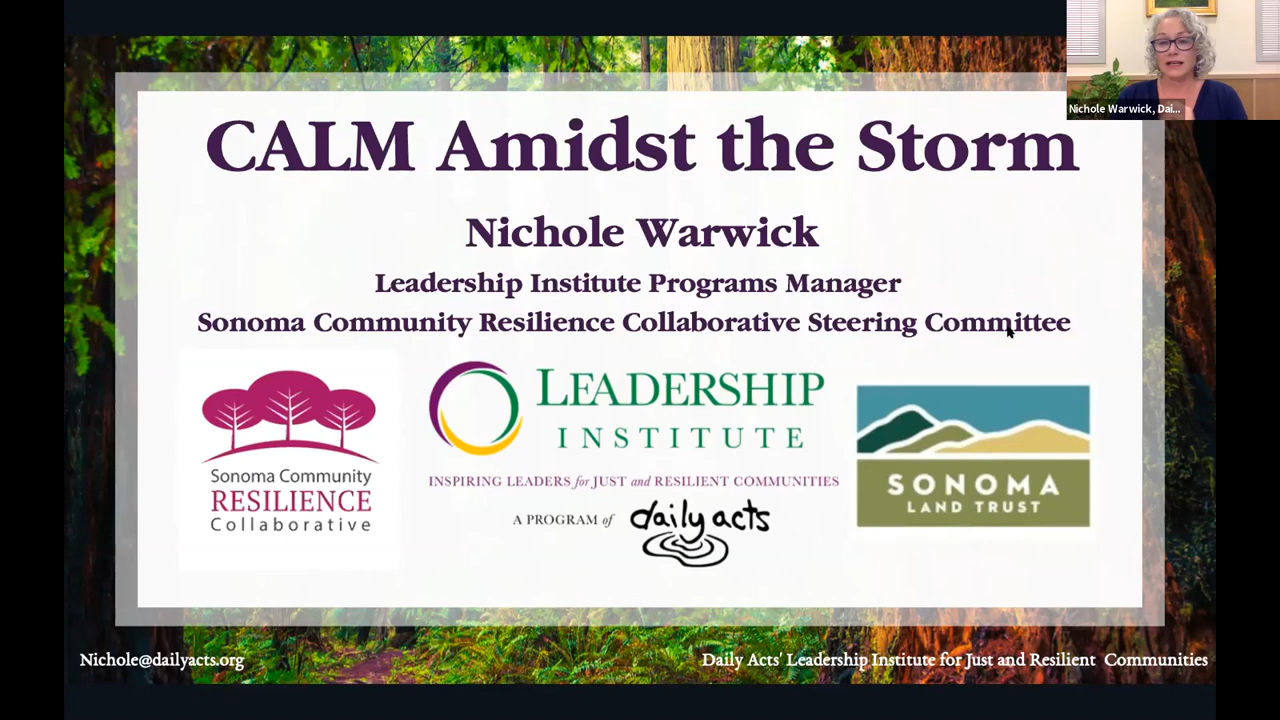 CALM Amidst the Storm
Nichole Warwick, Dai...
Nichole Warwick
Leadership Institute Programs Manager
Sonoma Community Resilience Collaborative Steering Committee
Sonoma Community
RESILIENCE
Collaborative
LEADERSHIP
INSTITUTE
INSPIRING LEADERS for JUST and RESILIENT COMMUNITIES
A PROGRAM of daily acts
SONOMA
LAND TRUST
Nichole@dailyacts.org
Daily Acts' Leadership Institute for Just and Resilient Communities